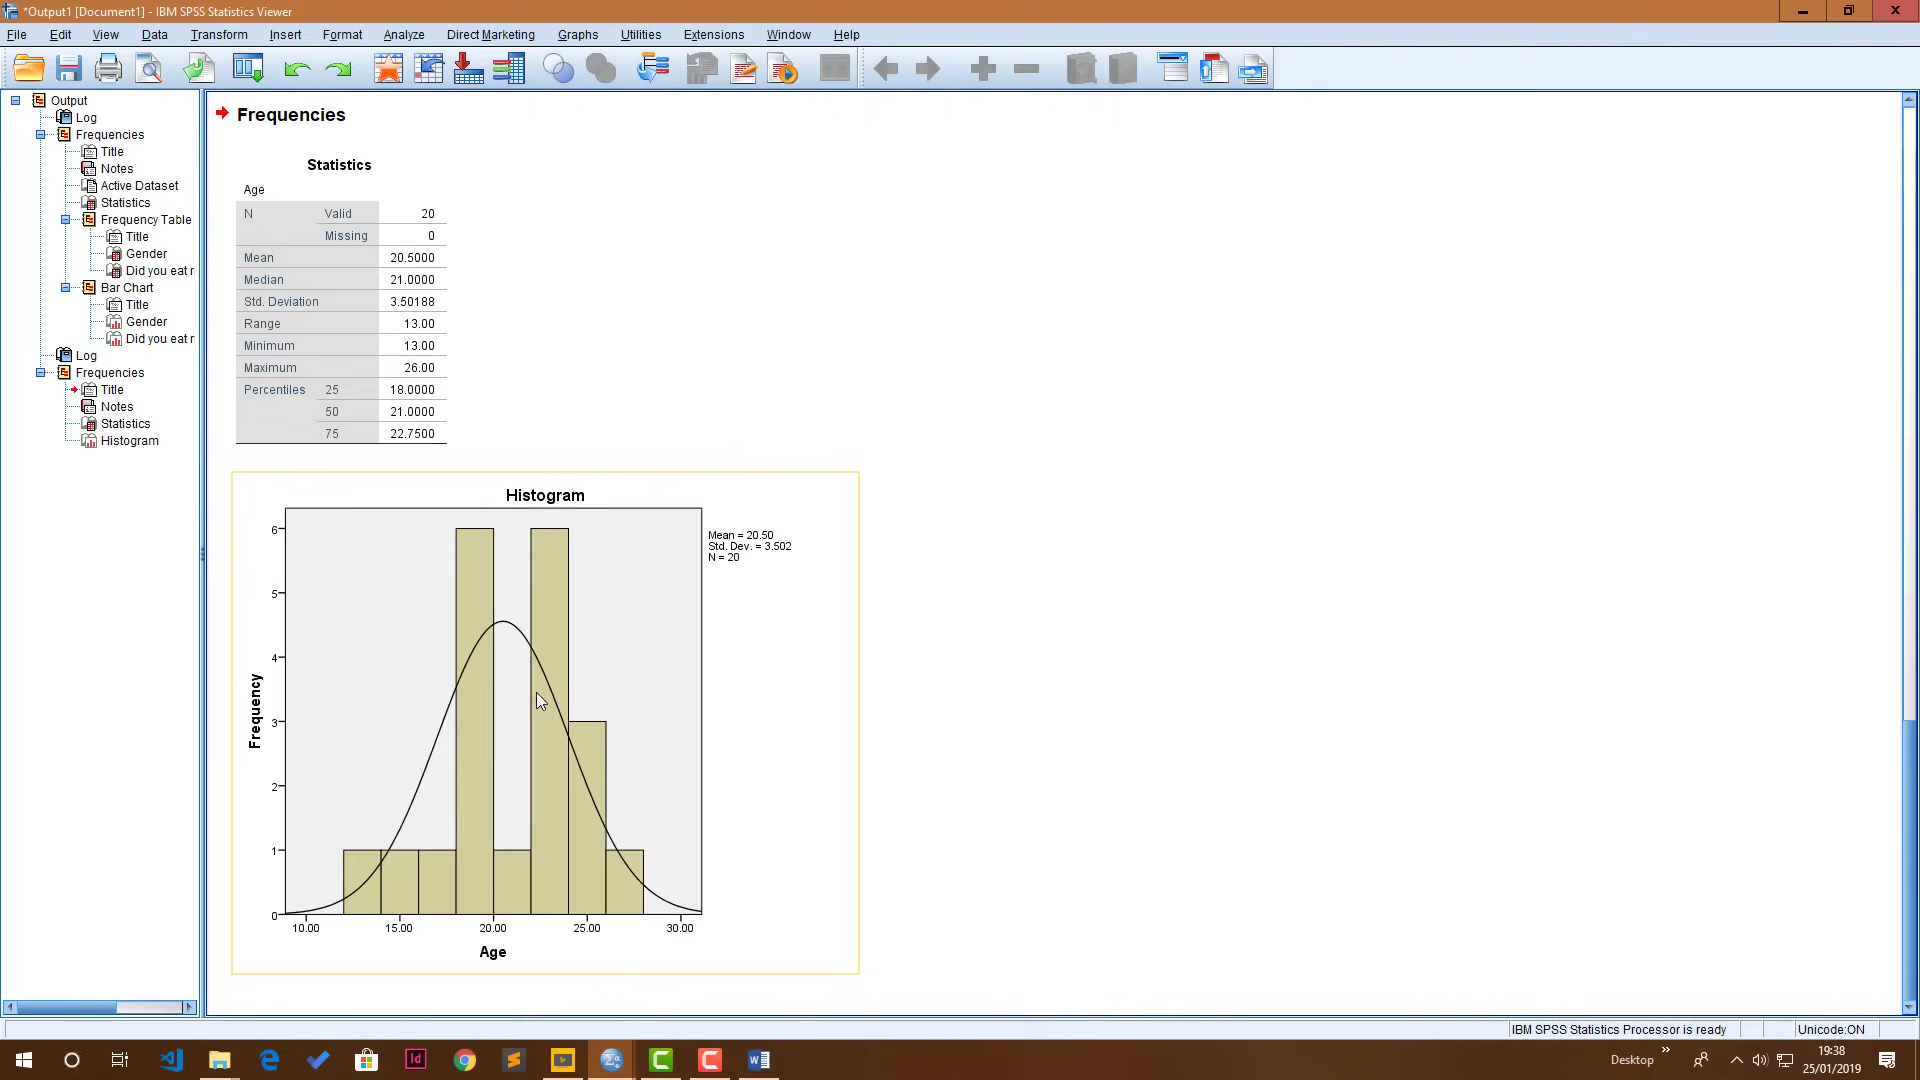 *Output1 [Document1] - IBM SPSS Statistics Viewer
File Edit View Data Transform Insert Format Analyze Direct Marketing Graphs Utilities Extensions Window Help
Output
Log
Frequencies
Title
Notes
Active Dataset
Statistics
Frequency Table
Title
Gender
Did you eat r
Bar Chart
Title
Gender
Did you eat r
Log
Frequencies
Title
Notes
Statistics
Histogram
Frequencies
Statistics
Age
N Valid 20
Missing 0
Mean 20.5000
Median 21.0000
Std. Deviation 3.50188
Range 13.00
Minimum 13.00
Maximum 26.00
Percentiles 25 18.0000
50 21.0000
75 22.7500
Histogram
Mean = 20.50
Std. Dev. = 3.502
N = 20
6
5
4
3
2
1
0
Frequency
10.00 15.00 20.00 25.00 30.00
Age
IBM SPSS Statistics Processor is ready Unicode:ON
Id
Desktop
19:38
25/01/2019